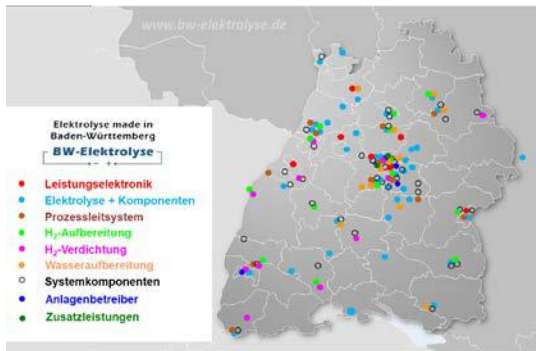 www.bw-elektrolyse.de
Elektrolyse made in
Baden-Württemberg
BW-Elektrolyse
- +
Leistungselektronik
Elektrolyse + Komponenten
Prozessleitsystem
H₂-Aufbereitung
H₂-Verdichtung
Wasseraufbereitung
Systemkomponenten
Anlagenbetreiber
Zusatzleistungen